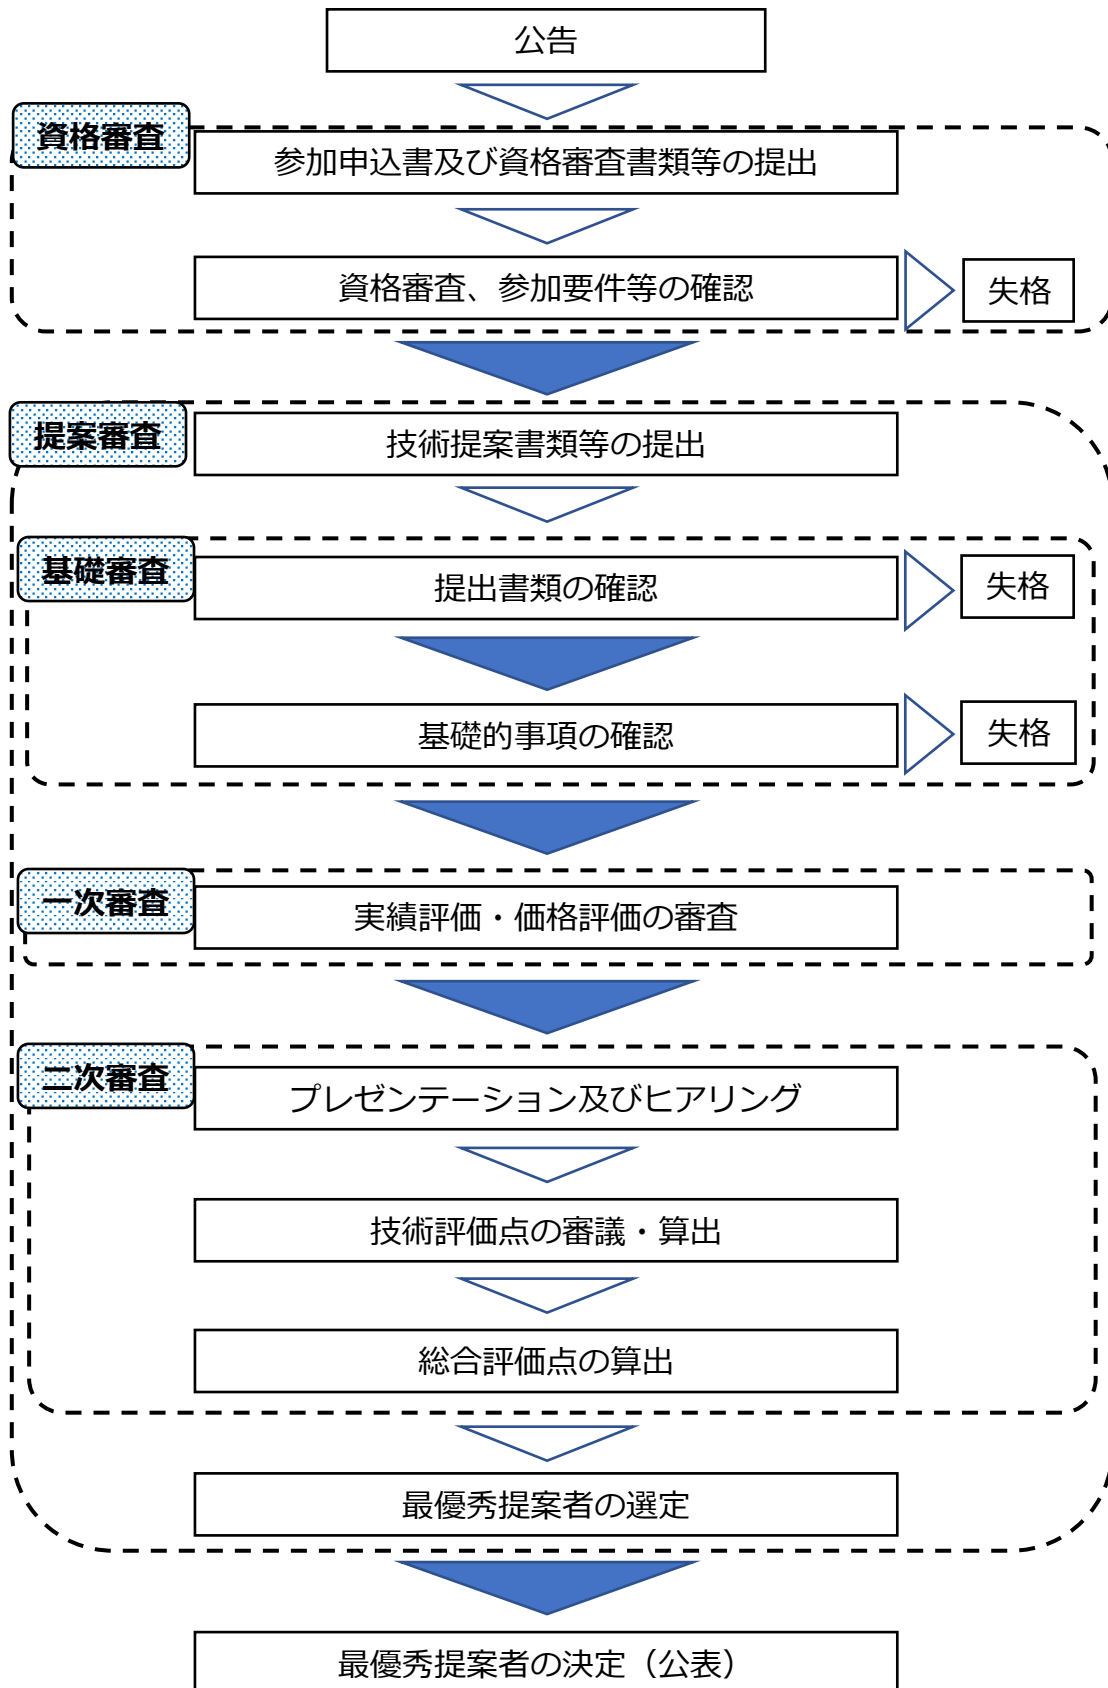 公告
資格審査
参加申込書及び資格審査書類等の提出
資格審査、参加要件等の確認
失格
提案審査
技術提案書類等の提出
基礎審査
提出書類の確認
失格
基礎的事項の確認
失格
一次審査
実績評価・価格評価の審査
二次審査
プレゼンテーション及びヒアリング
技術評価点の審議・算出
総合評価点の算出
最優秀提案者の選定
最優秀提案者の決定（公表）